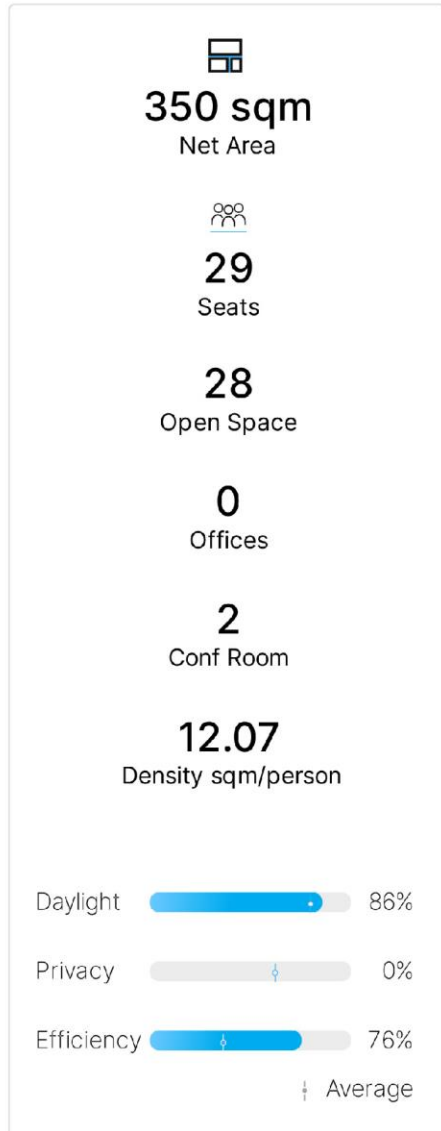 350 sqm
Net Area
29
Seats
28
Open Space
0
Offices
2
Conf Room
12.07
Density sqm/person
Daylight 86%
Privacy 0%
Efficiency 76%
Average